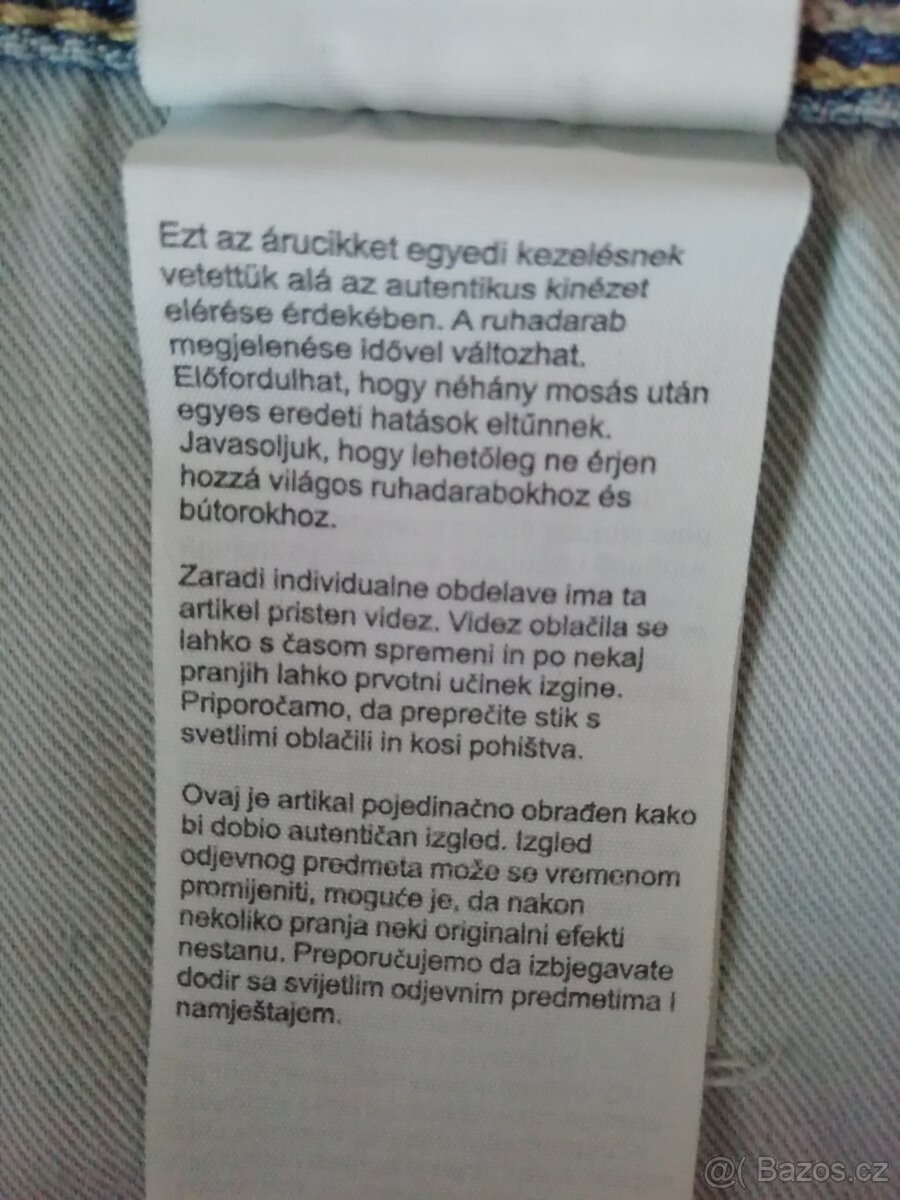 Ezt az árucikket egyedi kezelésnek
vetettük alá az autentikus kinézet
elérése érdekében. A ruhadarab
megjelenése idővel változhat.
Előfordulhat, hogy néhány mosás után
egyes eredeti hatások eltűnnek.
Javasoljuk, hogy lehetőleg ne érjen
hozzá világos ruhadarabokhoz és
bútorokhoz.
Zaradi individualne obdelave ima ta
artikel pristen videz. Videz oblačila se
lahko s časom spremeni in po nekaj
pranjih lahko prvotni učinek izgine.
Priporočamo, da preprečite stik s
svetlimi oblačili in kosi pohištva.
Ovaj je artikal pojedinačno obrađen kako
bi dobio autentičan izgled. Izgled
odjevnog predmeta može se vremenom
promijeniti, moguće je, da nakon
nekoliko pranja neki originalni efekti
nestanu. Preporučujemo da izbjegavate
dodir sa svijetlim odjevnim predmetima i
namještajem.
@( Bazos.cz